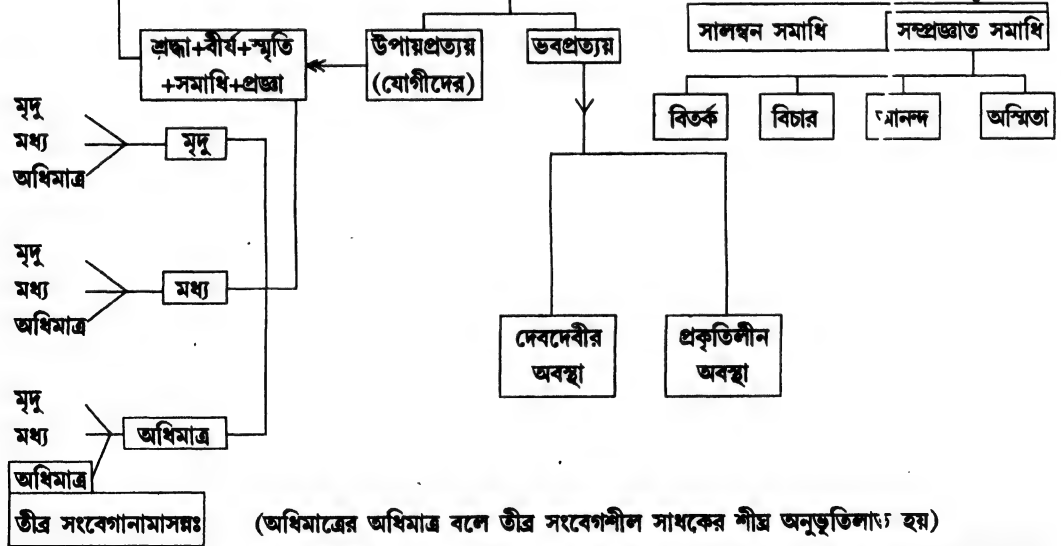 সালম্বন সমাধি সম্প্রজ্ঞাত সমাধি
শ্রদ্ধা+বীর্য+স্মৃতি
+সমাধি+প্রজ্ঞা
উপায়প্রত্যয়
(যোগীদের)
ভবপ্রত্যয়
বিতর্ক
বিচার
আনন্দ
অস্মিতা
মৃদু
মধ্য
অধিমাত্র
মৃদু
মৃদু
মধ্য
অধিমাত্র
মধ্য
দেবদেবীর
অবস্থা
প্রকৃতিলীন
অবস্থা
মৃদু
মধ্য
অধিমাত্র
অধিমাত্র
তীব্র সংবেগানামাসন্নঃ (অধিমাত্রের অধিমাত্র বলে তীব্র সংবেগশীল সাধকের শীঘ্র অনুভূতিলাভ হয়)